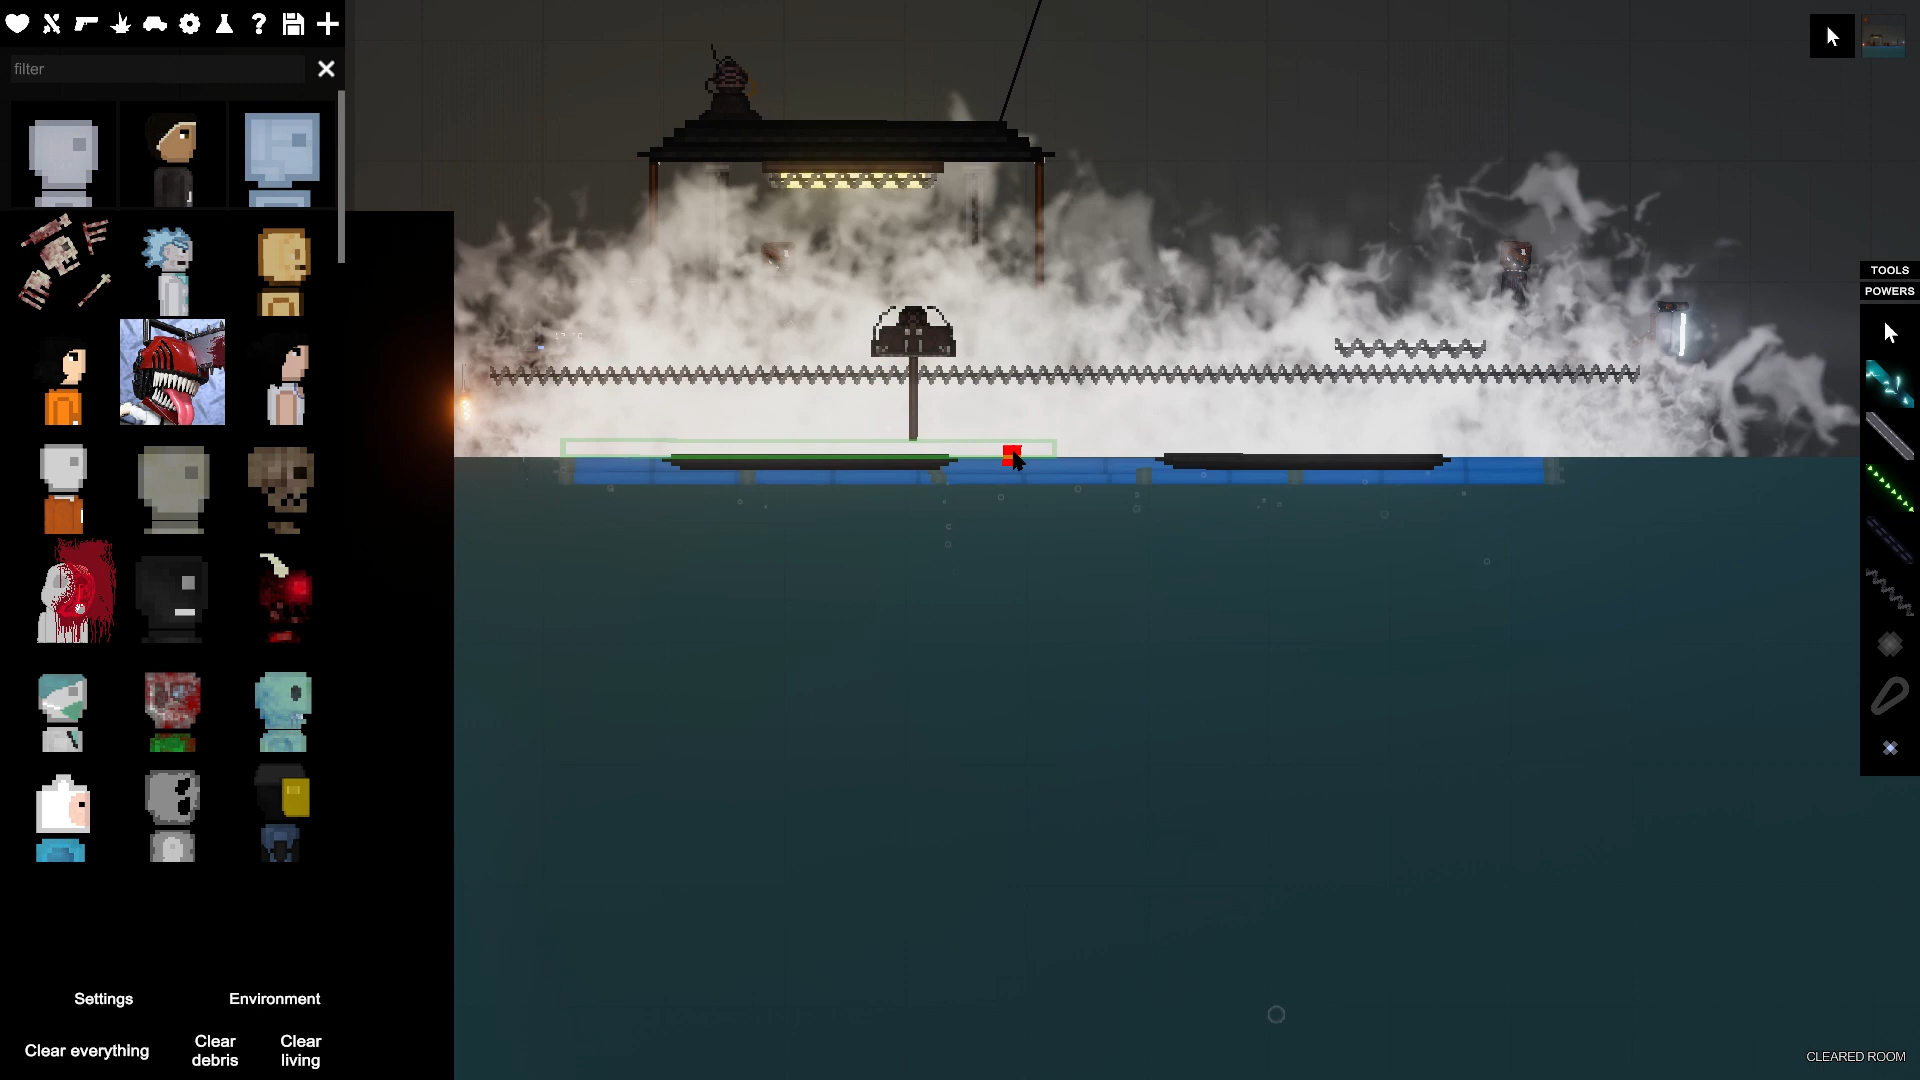 filter
TOOLS
POWERS
Settings
Environment
Clear everything
Clear
debris
Clear
living
CLEARED ROOM